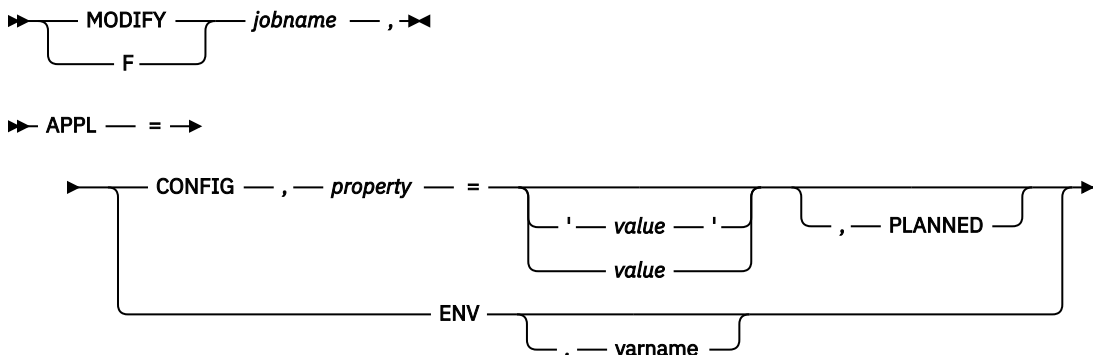 MODIFY jobname ,
F
APPL =
CONFIG , property =
' value ' , PLANNED
value
ENV
, varname